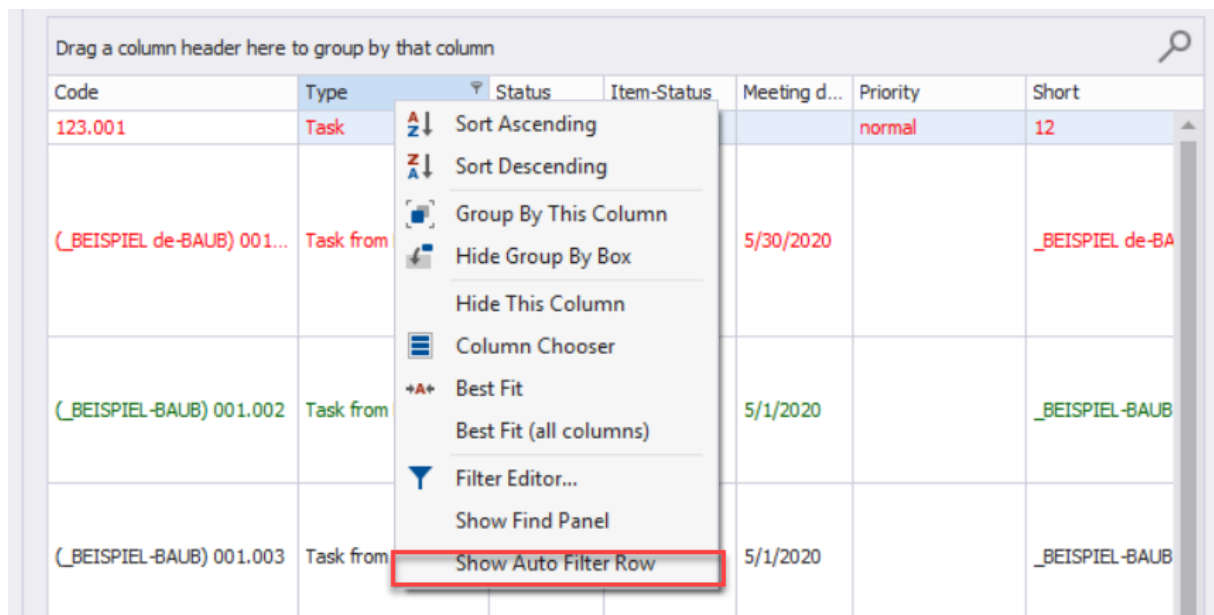 Drag a column header here to group by that column
Code Type Status Item-Status Meeting d... Priority Short
123.001 Task normal 12
Sort Ascending
Sort Descending
Group By This Column
(_BEISPIEL de-BAUB) 001... Task from 5/30/2020 _BEISPIEL de-BA
Hide Group By Box
Hide This Column
Column Chooser
Best Fit
(_BEISPIEL-BAUB) 001.002 Task from 5/1/2020 _BEISPIEL-BAUB
Best Fit (all columns)
Filter Editor...
Show Find Panel
(_BEISPIEL-BAUB) 001.003 Task from 5/1/2020 _BEISPIEL-BAUB
Show Auto Filter Row